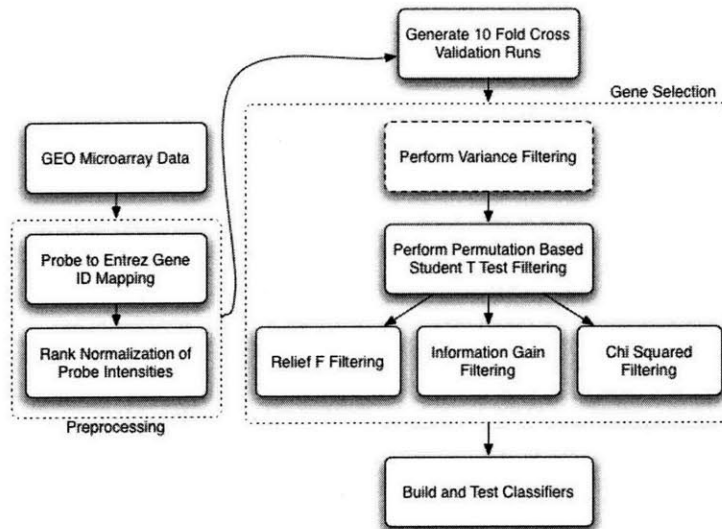 GEO Microarray Data
Probe to Entrez Gene
ID Mapping
Rank Normalization of
Probe Intensities
Preprocessing
Generate 10 Fold Cross
Validation Runs
Gene Selection
Perform Variance Filtering
Perform Permutation Based
Student T Test Filtering
Relief F Filtering
Information Gain
Filtering
Chi Squared
Filtering
Build and Test Classifiers